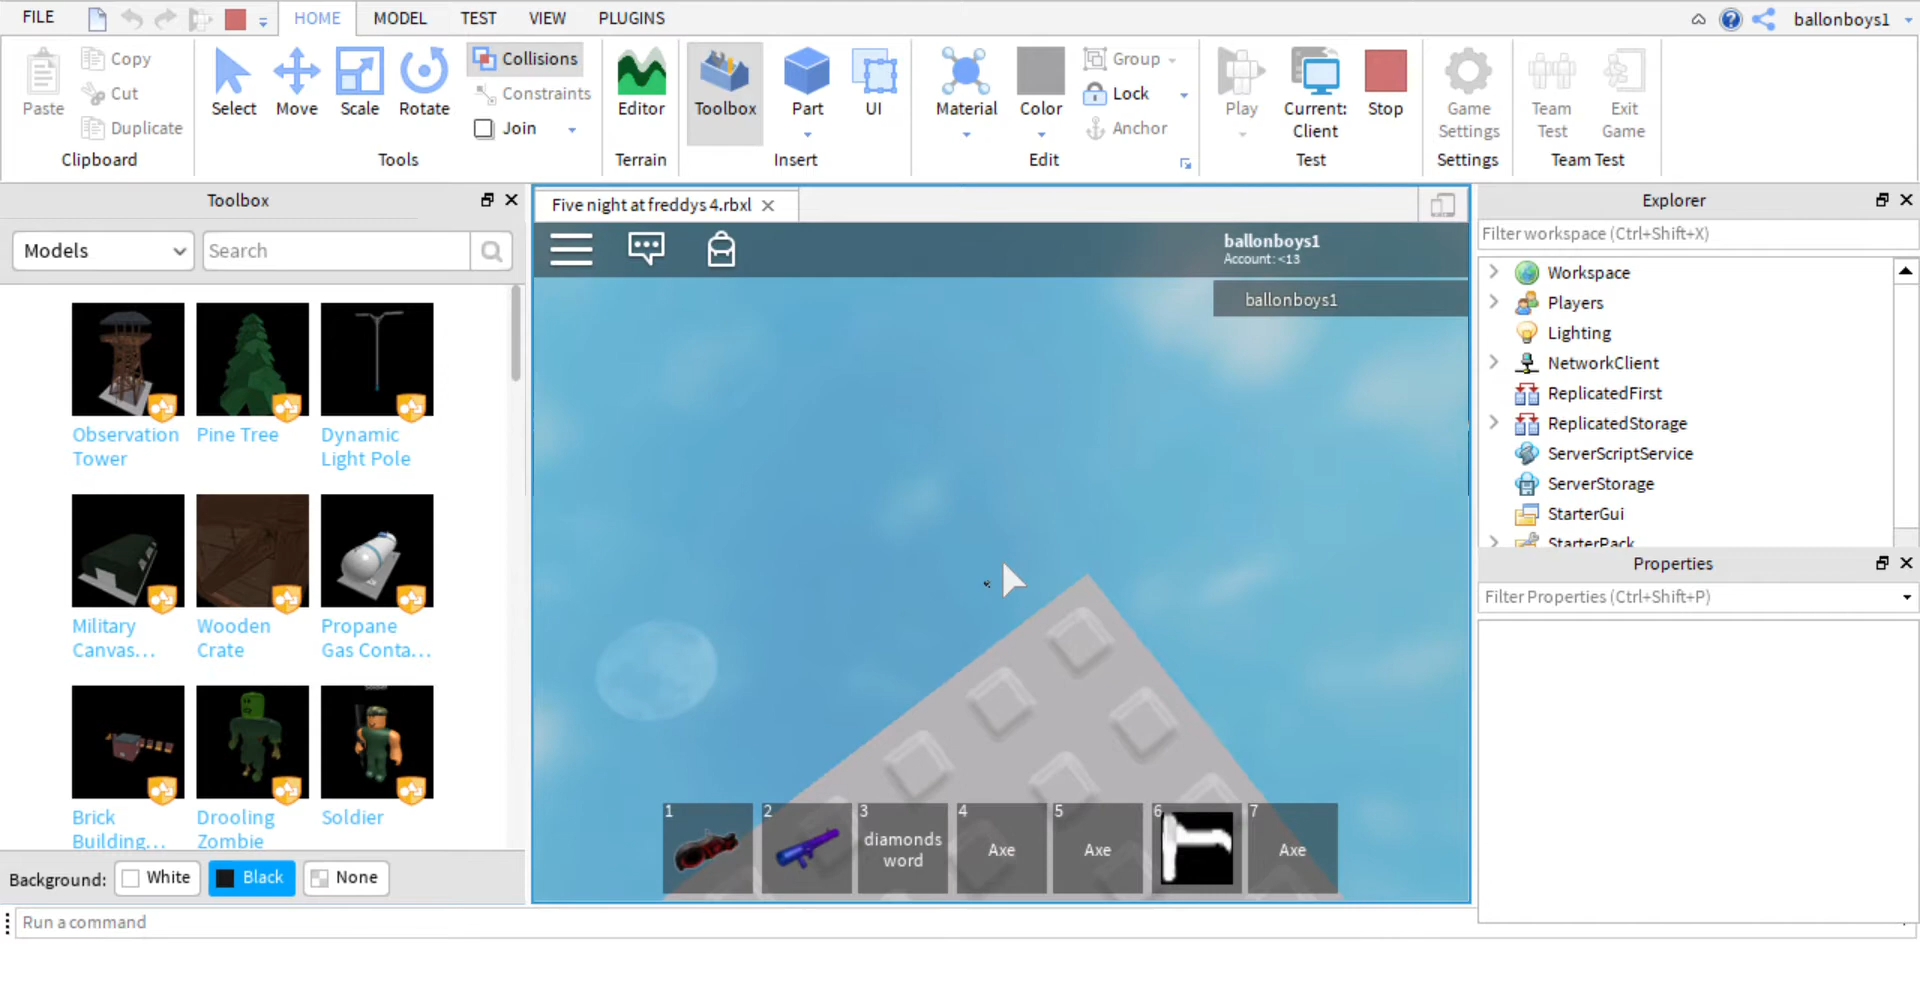 FILE
HOME
MODEL
TEST
VIEW
PLUGINS
ballonboys1
Paste
Copy
Cut
Duplicate
Clipboard
Select
Move
Scale
Rotate
Collisions
Constraints
Join
Tools
Editor
Terrain
Toolbox
Part
UI
Insert
Material
Color
Group
Lock
Anchor
Edit
Play
Current:
Client
Stop
Test
Game
Settings
Settings
Team
Test
Exit
Game
Team Test
Toolbox
Models
Search
Observation
Tower
Pine Tree
Dynamic
Light Pole
Military
Canvas...
Wooden
Crate
Propane
Gas Conta...
Brick
Building...
Drooling
Zombie
Soldier
Background:
White
Black
None
Run a command
Five night at freddys 4.rbxl
ballonboys1
Account: <13
ballonboys1
1
2
3
diamonds
word
4
Axe
5
Axe
6
7
Axe
Explorer
Filter workspace (Ctrl+Shift+X)
Workspace
Players
Lighting
NetworkClient
ReplicatedFirst
ReplicatedStorage
ServerScriptService
ServerStorage
StarterGui
StarterPack
Properties
Filter Properties (Ctrl+Shift+P)